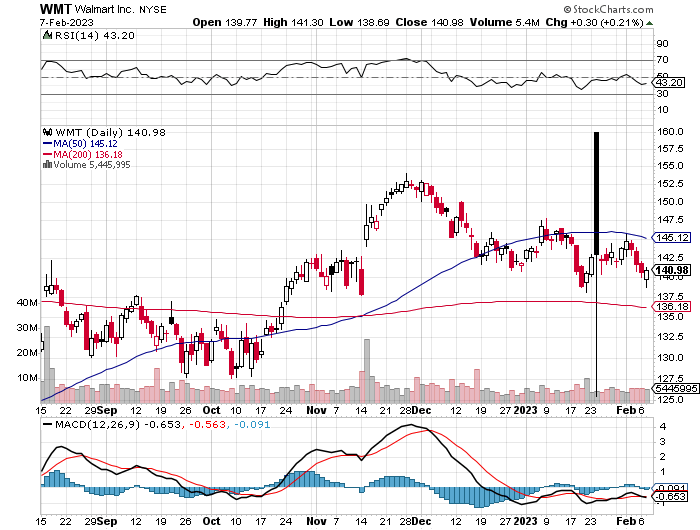 WMT Walmart Inc. NYSE © StockCharts.com
7-Feb-2023 Open 139.77 High 141.30 Low 138.69 Close 140.98 Volume 5.4M Chg +0.30 (+0.21%)
RSI(14) 43.20
90
70
50
43.20
30
10
WMT (Daily) 140.98
MA(50) 145.12
MA(200) 136.18
Volume 5,445,995
160.0
157.5
155.0
152.5
150.0
147.5
145.12
142.5
140.98
137.5
136.18
135.0
132.5
130.0
127.5
5445995
125.0
40M
30M
20M
10M
15 22 29 Sep 12 19 26 Oct 10 17 24 Nov 7 14 21 28 Dec 12 19 27 2023 9 17 23 Feb 6
MACD(12,26,9) -0.653, -0.563, -0.091
4
3
2
1
-0.091
-0.653
-1
15 22 29 Sep 12 19 26 Oct 10 17 24 Nov 7 14 21 28 Dec 12 19 27 2023 9 17 23 Feb 6